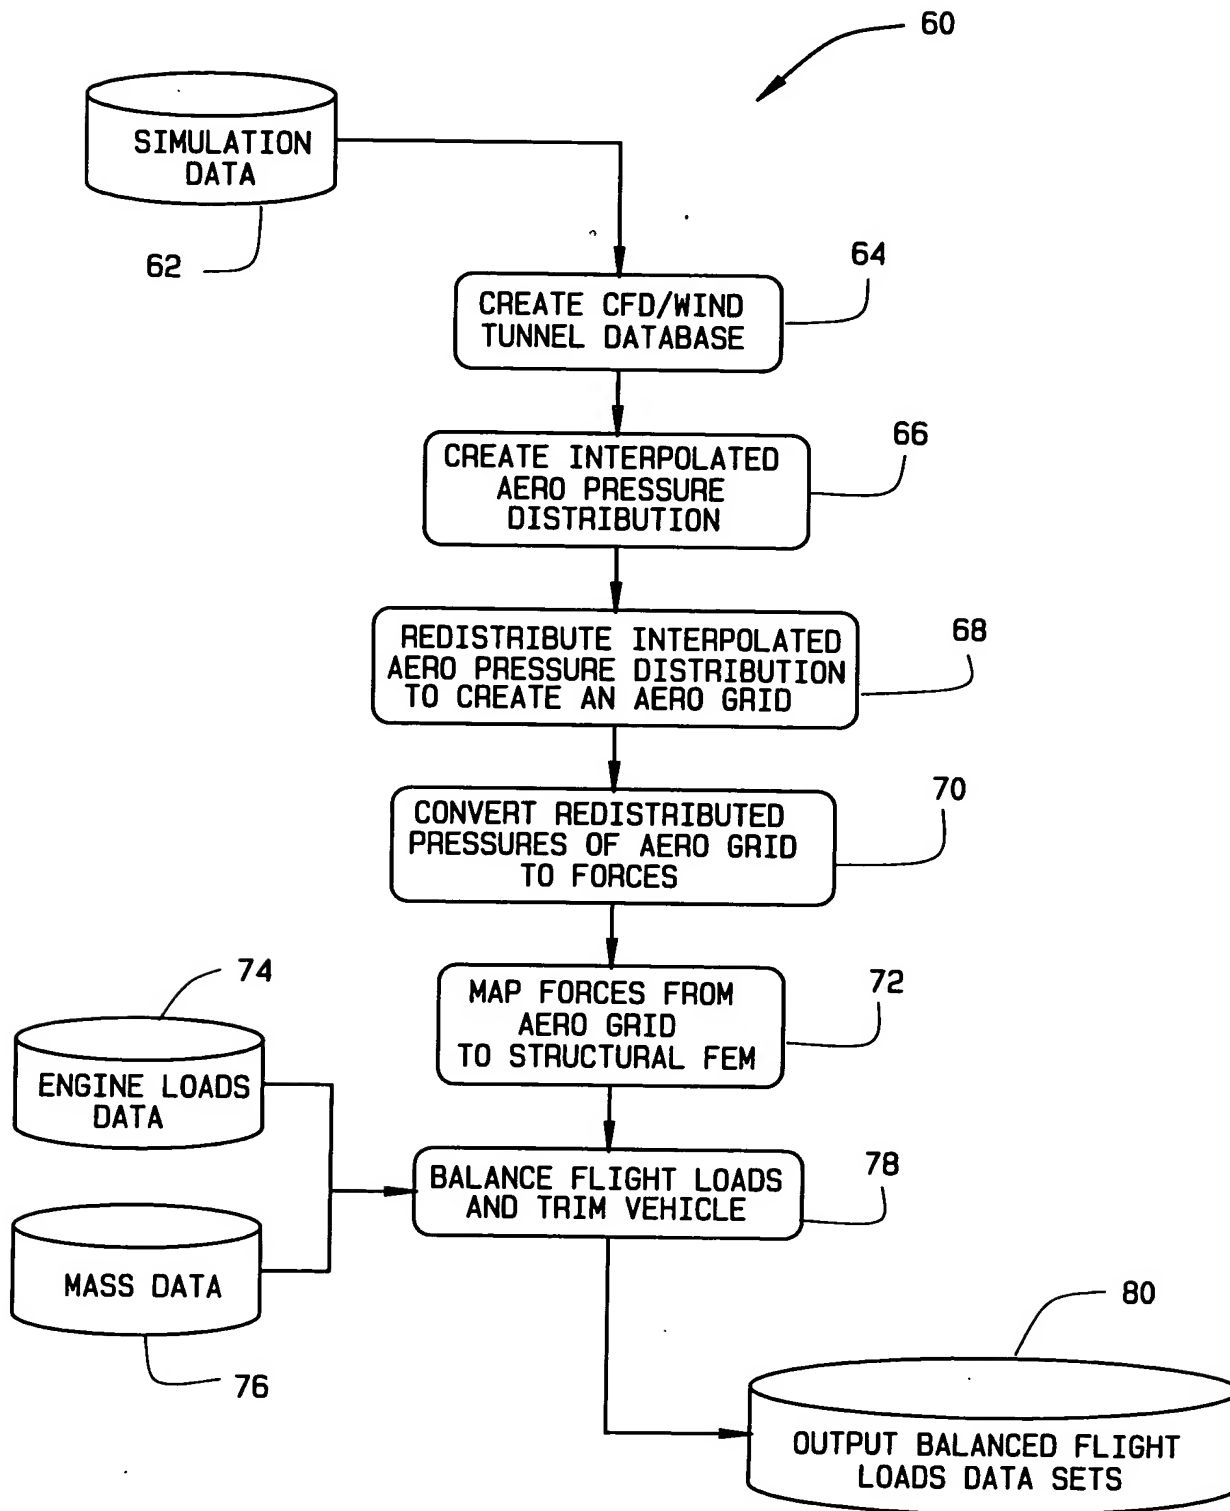 60
SIMULATION
DATA
62
64
CREATE CFD/WIND
TUNNEL DATABASE
66
CREATE INTERPOLATED
AERO PRESSURE
DISTRIBUTION
68
REDISTRIBUTE INTERPOLATED
AERO PRESSURE DISTRIBUTION
TO CREATE AN AERO GRID
70
CONVERT REDISTRIBUTED
PRESSURES OF AERO GRID
TO FORCES
72
MAP FORCES FROM
AERO GRID
TO STRUCTURAL FEM
74
ENGINE LOADS
DATA
78
BALANCE FLIGHT LOADS
AND TRIM VEHICLE
MASS DATA
76
80
OUTPUT BALANCED FLIGHT
LOADS DATA SETS